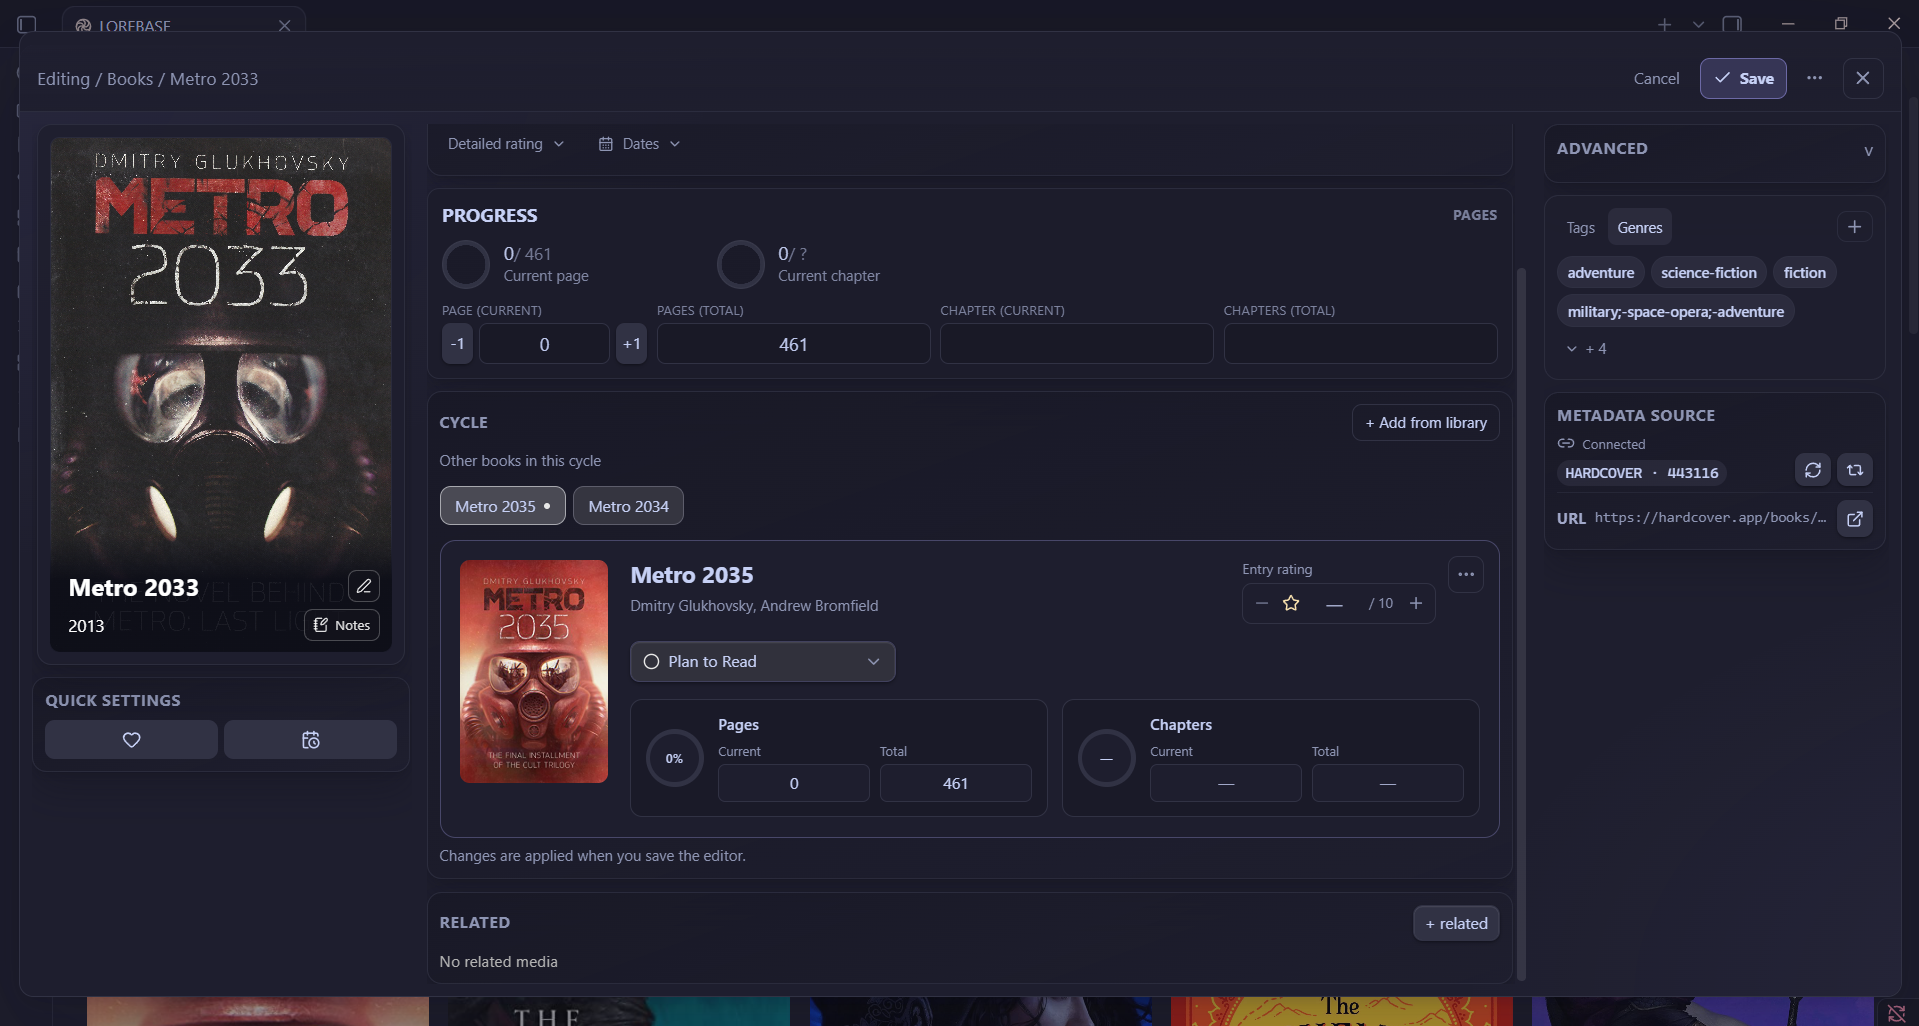 LOREBASE
Editing / Books / Metro 2033
Cancel
Save
DMITRY GLUKHOVSKY
METRO
2033
Metro 2033
2013
Notes
QUICK SETTINGS
Detailed rating
Dates
PROGRESS
PAGES
0/ 461
Current page
0/ ?
Current chapter
PAGE (CURRENT)
PAGES (TOTAL)
CHAPTER (CURRENT)
CHAPTERS (TOTAL)
-1
0
+1
461
CYCLE
+ Add from library
Other books in this cycle
Metro 2035 •
Metro 2034
DMITRY GLUKHOVSKY
METRO
2035
THE FINAL INSTALLMENT
OF THE CULT TRILOGY
Metro 2035
Dmitry Glukhovsky, Andrew Bromfield
Entry rating
— / 10
Plan to Read
Pages
0%
Current
Total
0
461
Chapters
—
Current
Total
—
—
Changes are applied when you save the editor.
RELATED
+ related
No related media
ADVANCED
v
Tags
Genres
adventure
science-fiction
fiction
military;-space-opera;-adventure
+ 4
METADATA SOURCE
Connected
HARDCOVER · 443116
URL https://hardcover.app/books/…
THE
The